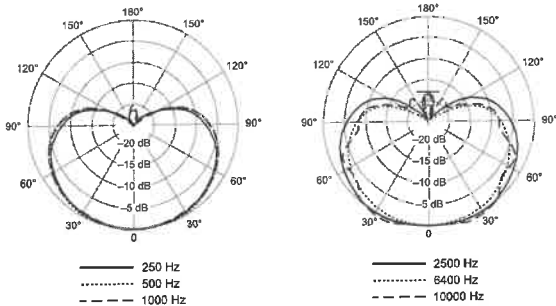 180° 180°
150° 150° 150° 150°
120° 120° 120° 120°
90° 90° 90° 90°
–20 dB –20 dB
–15 dB –15 dB
60° 60° 60° 60°
–10 dB –10 dB
–5 dB –5 dB
30° 30° 30° 30°
0 0
250 Hz
500 Hz
1000 Hz
2500 Hz
6400 Hz
10000 Hz